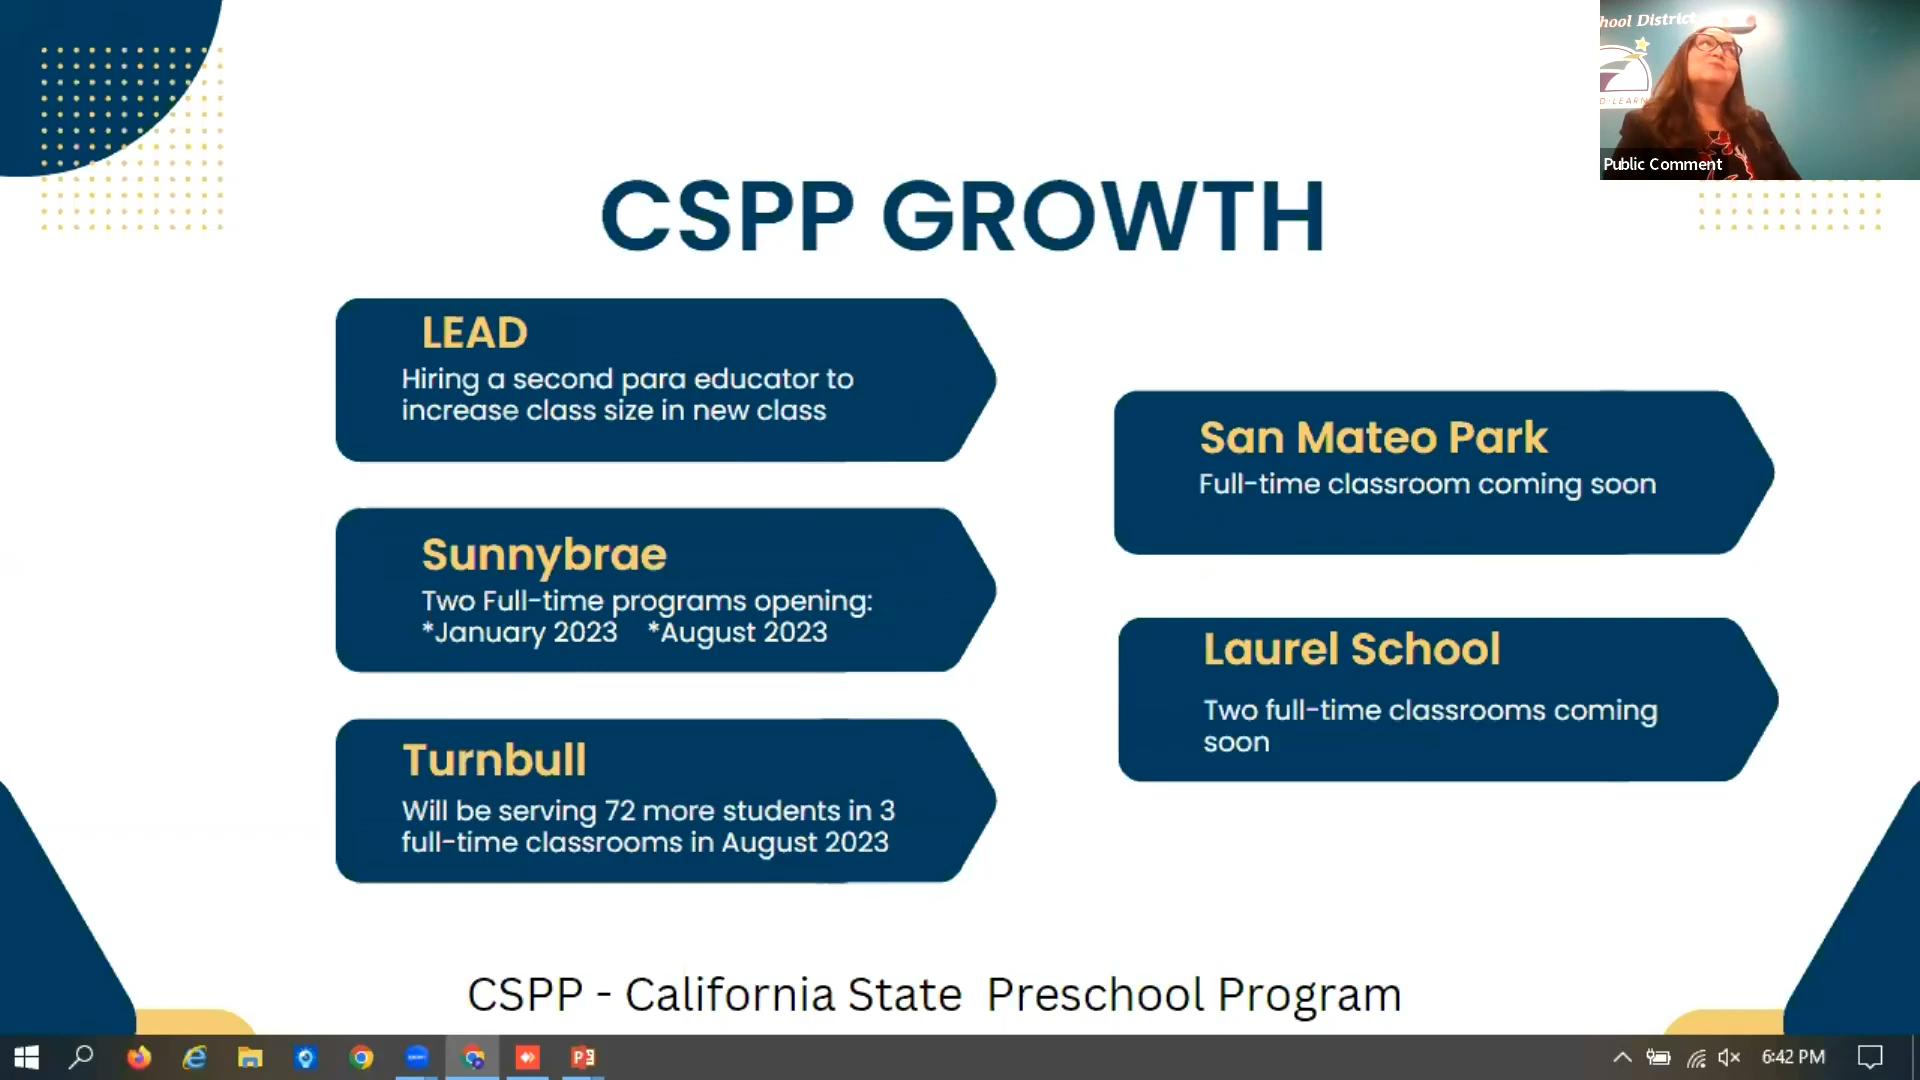 hool District
D·LEARN
Public Comment
CSPP GROWTH
LEAD
Hiring a second para educator to
increase class size in new class
Sunnybrae
Two Full-time programs opening:
*January 2023 *August 2023
Turnbull
Will be serving 72 more students in 3
full-time classrooms in August 2023
San Mateo Park
Full-time classroom coming soon
Laurel School
Two full-time classrooms coming
soon
CSPP - California State Preschool Program
6:42 PM